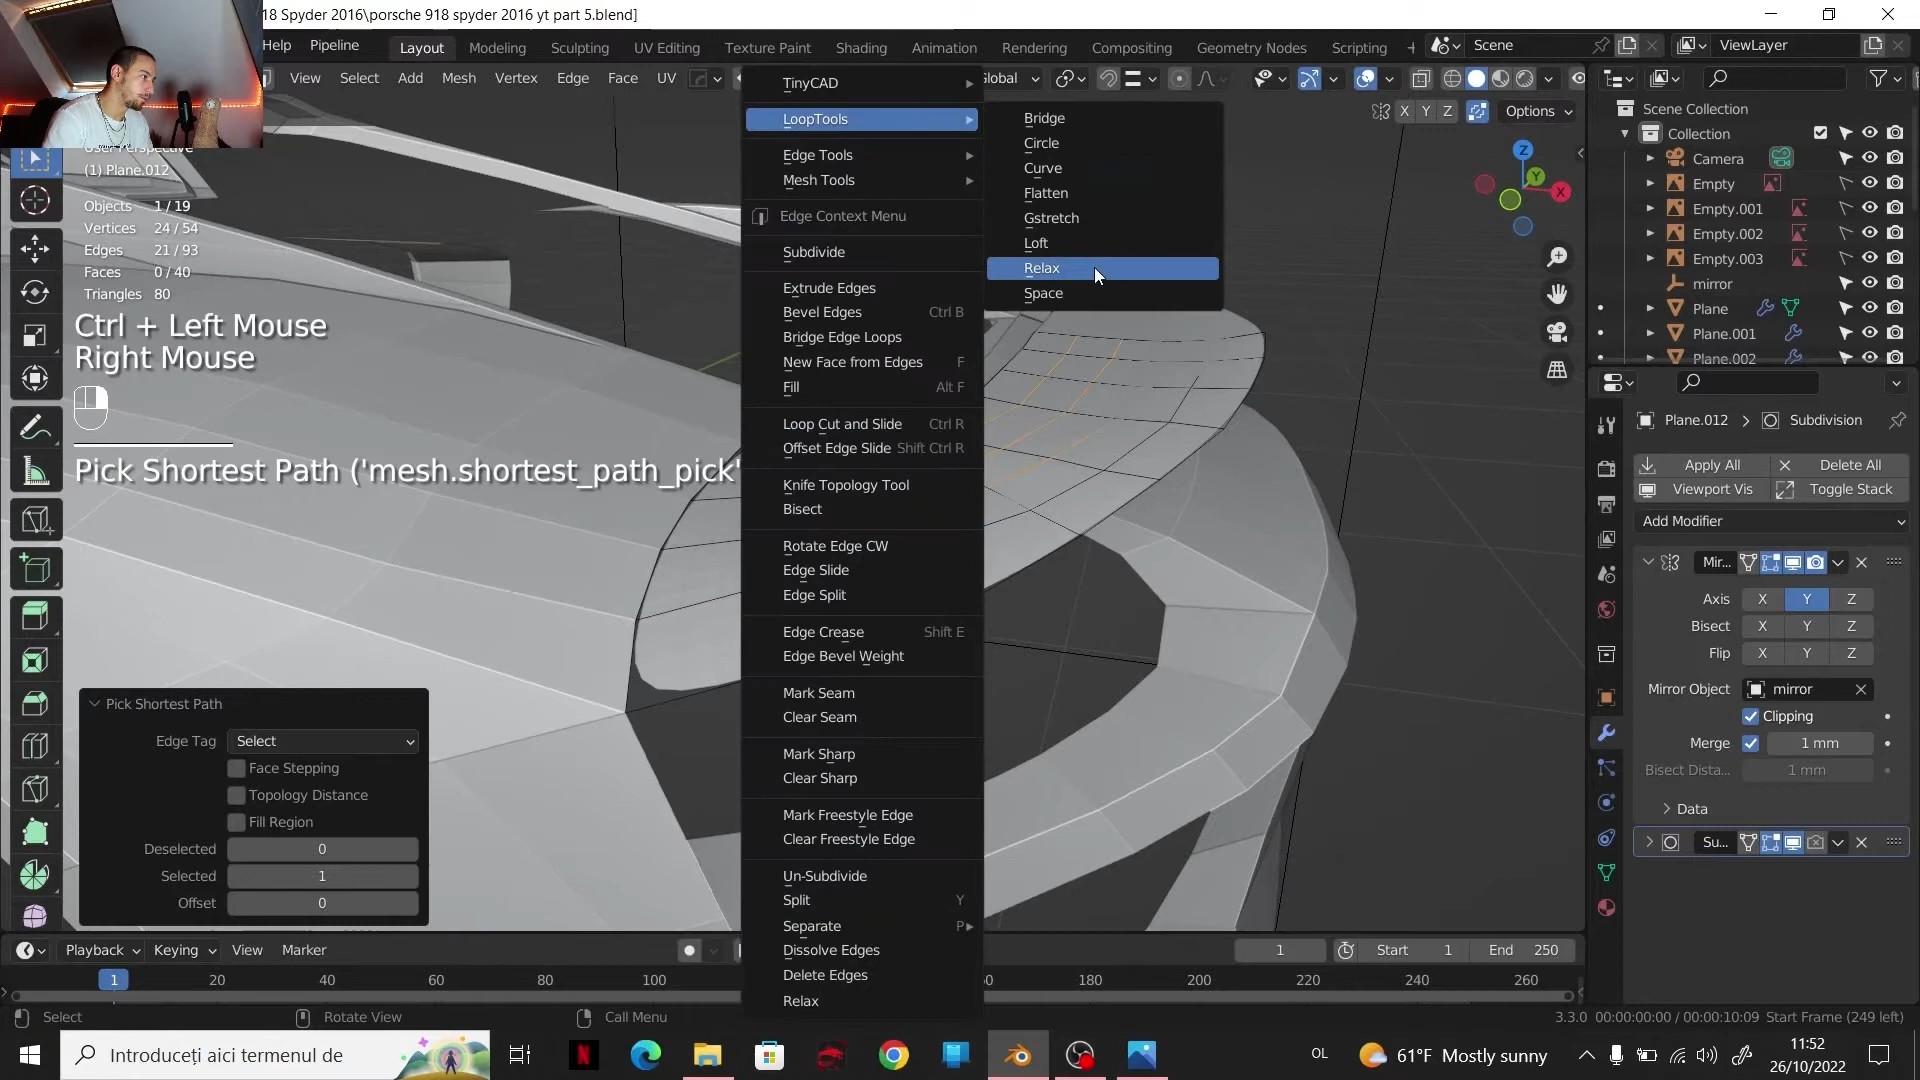 18 Spyder 2016\porsche 918 spyder 2016 yt part 5.blend]
Help Pipeline Layout Modeling Sculpting UV Editing Texture Paint Shading Animation Rendering Compositing Geometry Nodes Scripting + Scene ViewLayer
View Select Add Mesh Vertex Edge Face UV Global
X Y Z Options
(1) Plane.012
Objects 1 / 19
Vertices 24 / 54
Edges 21 / 93
Faces 0 / 40
Triangles 80
Ctrl + Left Mouse
Right Mouse
Pick Shortest Path ('mesh.shortest_path_pick'
TinyCAD
LoopTools
Edge Tools
Mesh Tools
Edge Context Menu
Subdivide
Extrude Edges
Bevel Edges Ctrl B
Bridge Edge Loops
New Face from Edges F
Fill Alt F
Loop Cut and Slide Ctrl R
Offset Edge Slide Shift Ctrl R
Knife Topology Tool
Bisect
Rotate Edge CW
Edge Slide
Edge Split
Edge Crease Shift E
Edge Bevel Weight
Mark Seam
Clear Seam
Mark Sharp
Clear Sharp
Mark Freestyle Edge
Clear Freestyle Edge
Un-Subdivide
Split Y
Separate P
Dissolve Edges
Delete Edges
Relax
Bridge
Circle
Curve
Flatten
Gstretch
Loft
Relax
Space
Z
Y
X
Pick Shortest Path
Edge Tag Select
Face Stepping
Topology Distance
Fill Region
Deselected 0
Selected 1
Offset 0
Scene Collection
Collection
Camera
Empty
Empty.001
Empty.002
Empty.003
mirror
Plane
Plane.001
Plane.002
Plane.012 > Subdivision
Apply All Delete All
Viewport Vis Toggle Stack
Add Modifier
Mir...
Axis X Y Z
Bisect X Y Z
Flip X Y Z
Mirror Object mirror
Clipping
Merge 1 mm
Bisect Dista... 1 mm
Data
Su...
Playback Keying View Marker 1 Start 1 End 250
1 20 40 60 80 100 180 200 220 240 260
Select Rotate View Call Menu 3.3.0 00:00:00:00 / 00:00:10:09 Start Frame (249 left)
Introduceți aici termenul de OL 61°F Mostly sunny
11:52
26/10/2022